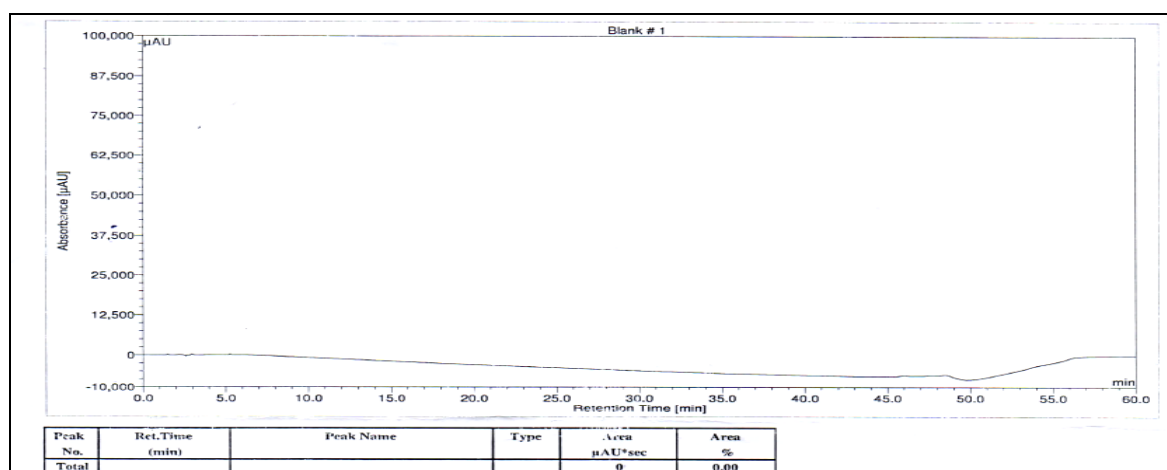 Blank # 1
µAU
100,000
87,500
75,000
62,500
50,000
37,500
25,000
12,500
0
-10,000
Absorbance [µAU]
0.0 5.0 10.0 15.0 20.0 25.0 30.0 35.0 40.0 45.0 50.0 55.0 60.0
min
Retention Time [min]
Peak No. Ret.Time (min) Peak Name Type Area µAU*sec Area %
Total 0 0.00